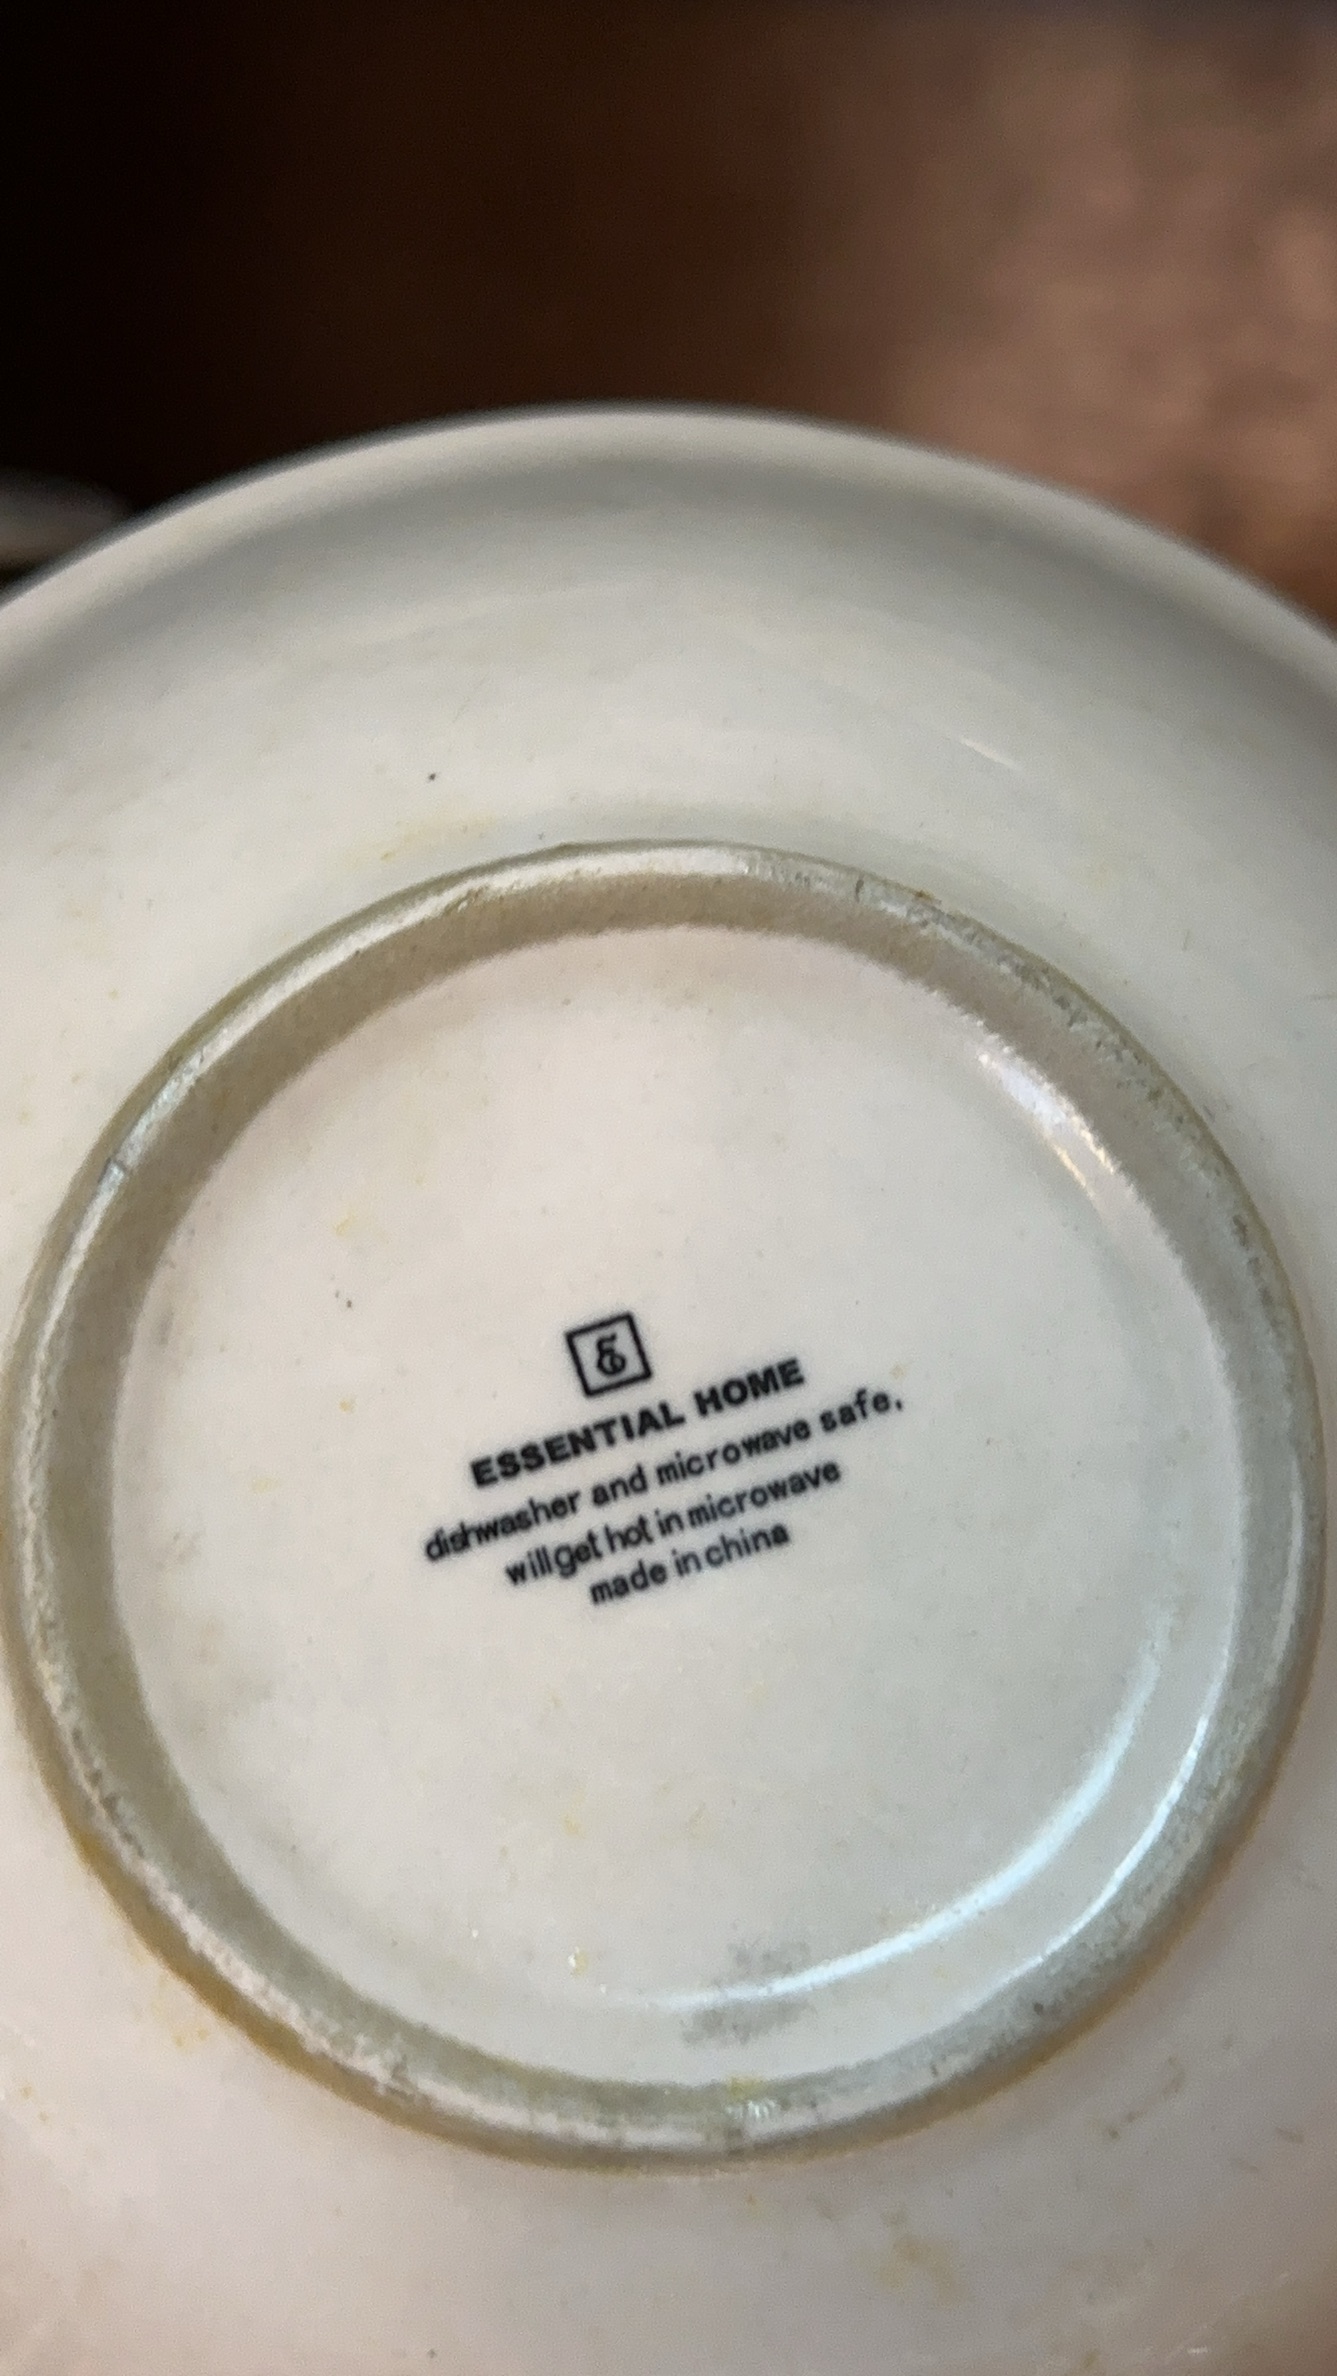 ESSENTIAL HOME
dishwasher and microwave safe,
will get hot in microwave
made in china